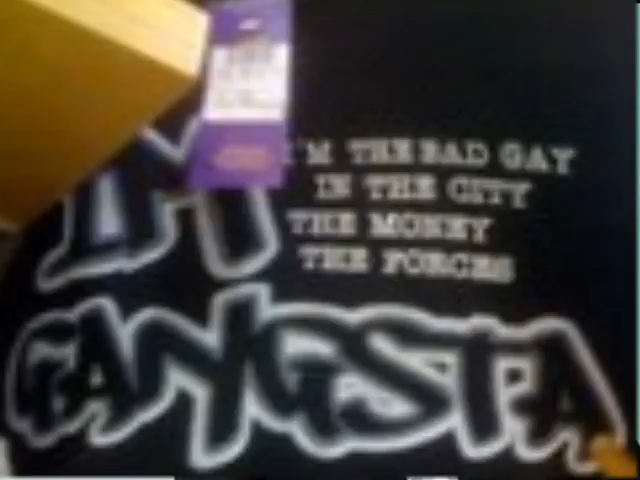 I'M THE BAD GAY
IN THE CITY
THE MONEY
THE FORCES
I'M
GANGSTA